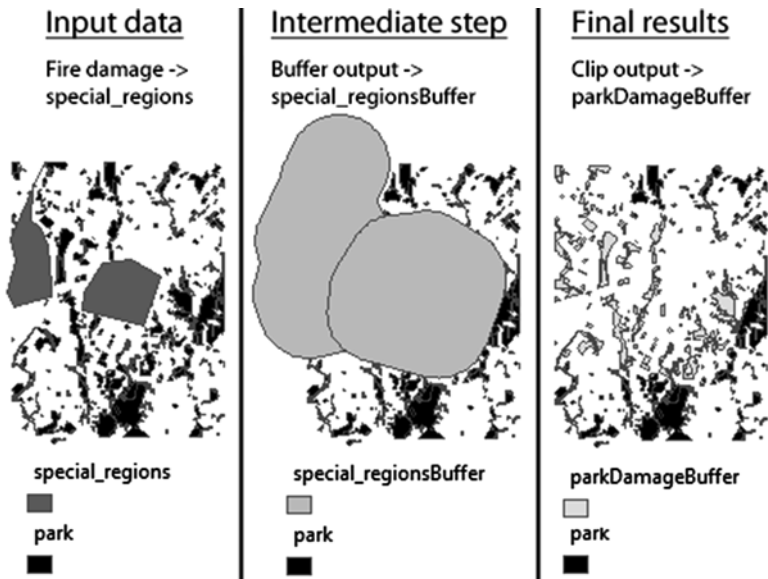 Input data
Fire damage ->
special_regions
special_regions
park
Intermediate step
Buffer output ->
special_regionsBuffer
special_regionsBuffer
park
Final results
Clip output ->
parkDamageBuffer
parkDamageBuffer
park